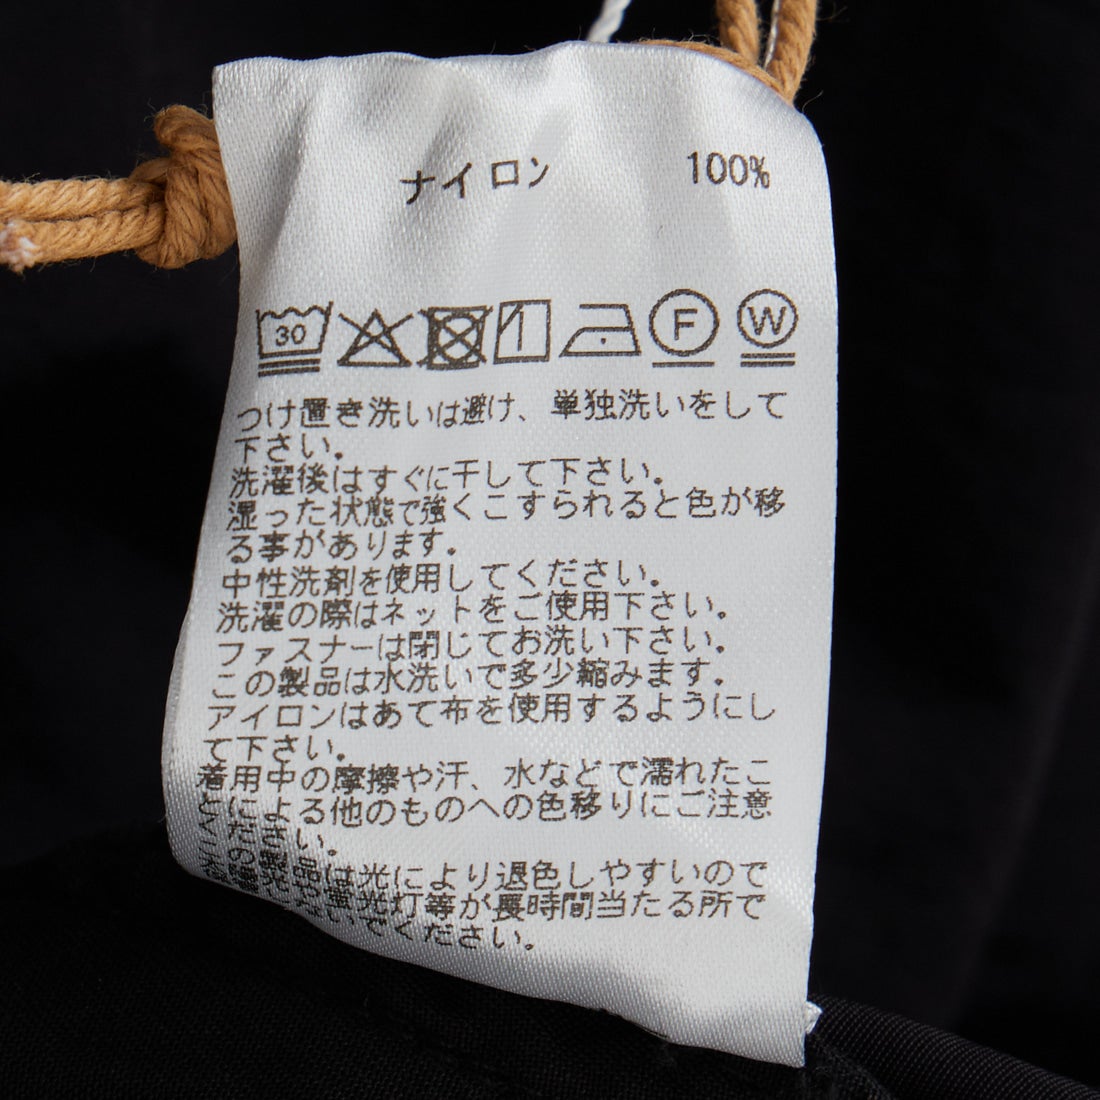 ナイロン 100%
30 F W
つけ置き洗いは避け、単独洗いをして
下さい。
洗濯後はすぐに干して下さい。
湿った状態で強くこすられると色が移
る事があります。
中性洗剤を使用してください。
洗濯の際はネットをご使用下さい。
ファスナーは閉じてお洗い下さい。
この製品は水洗いで多少縮みます。
アイロンはあて布を使用するようにし
て下さい。
着用中の摩擦や汗、水などで濡れたこ
とによる他のものへの色移りにご注意
ください。
品は光により退色しやすいので
光灯等が長時間当たる所で
でください。